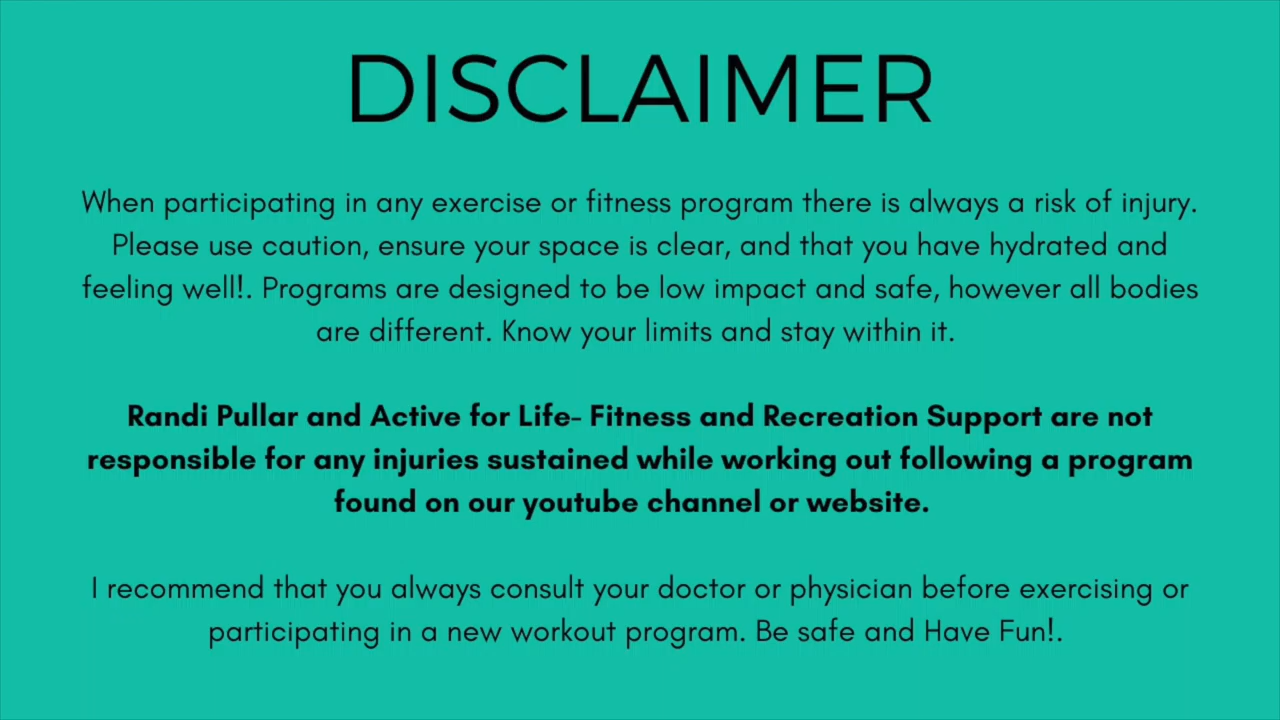 DISCLAIMER
When participating in any exercise or fitness program there is always a risk of injury.
Please use caution, ensure your space is clear, and that you have hydrated and
feeling well!. Programs are designed to be low impact and safe, however all bodies
are different. Know your limits and stay within it.
Randi Pullar and Active for Life- Fitness and Recreation Support are not
responsible for any injuries sustained while working out following a program
found on our youtube channel or website.
I recommend that you always consult your doctor or physician before exercising or
participating in a new workout program. Be safe and Have Fun!.